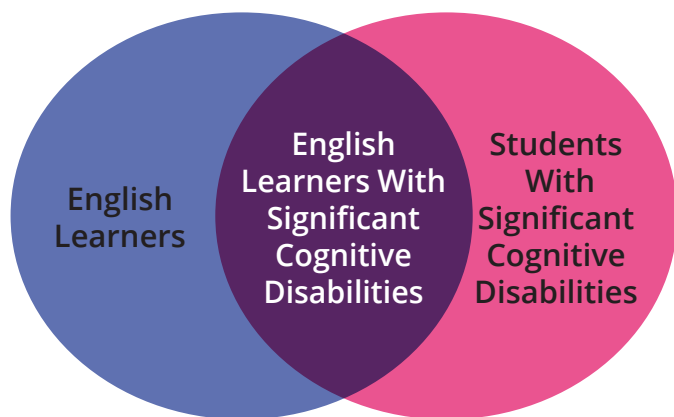 English
Learners
English
Learners With
Significant
Cognitive
Disabilities
Students
With
Significant
Cognitive
Disabilities